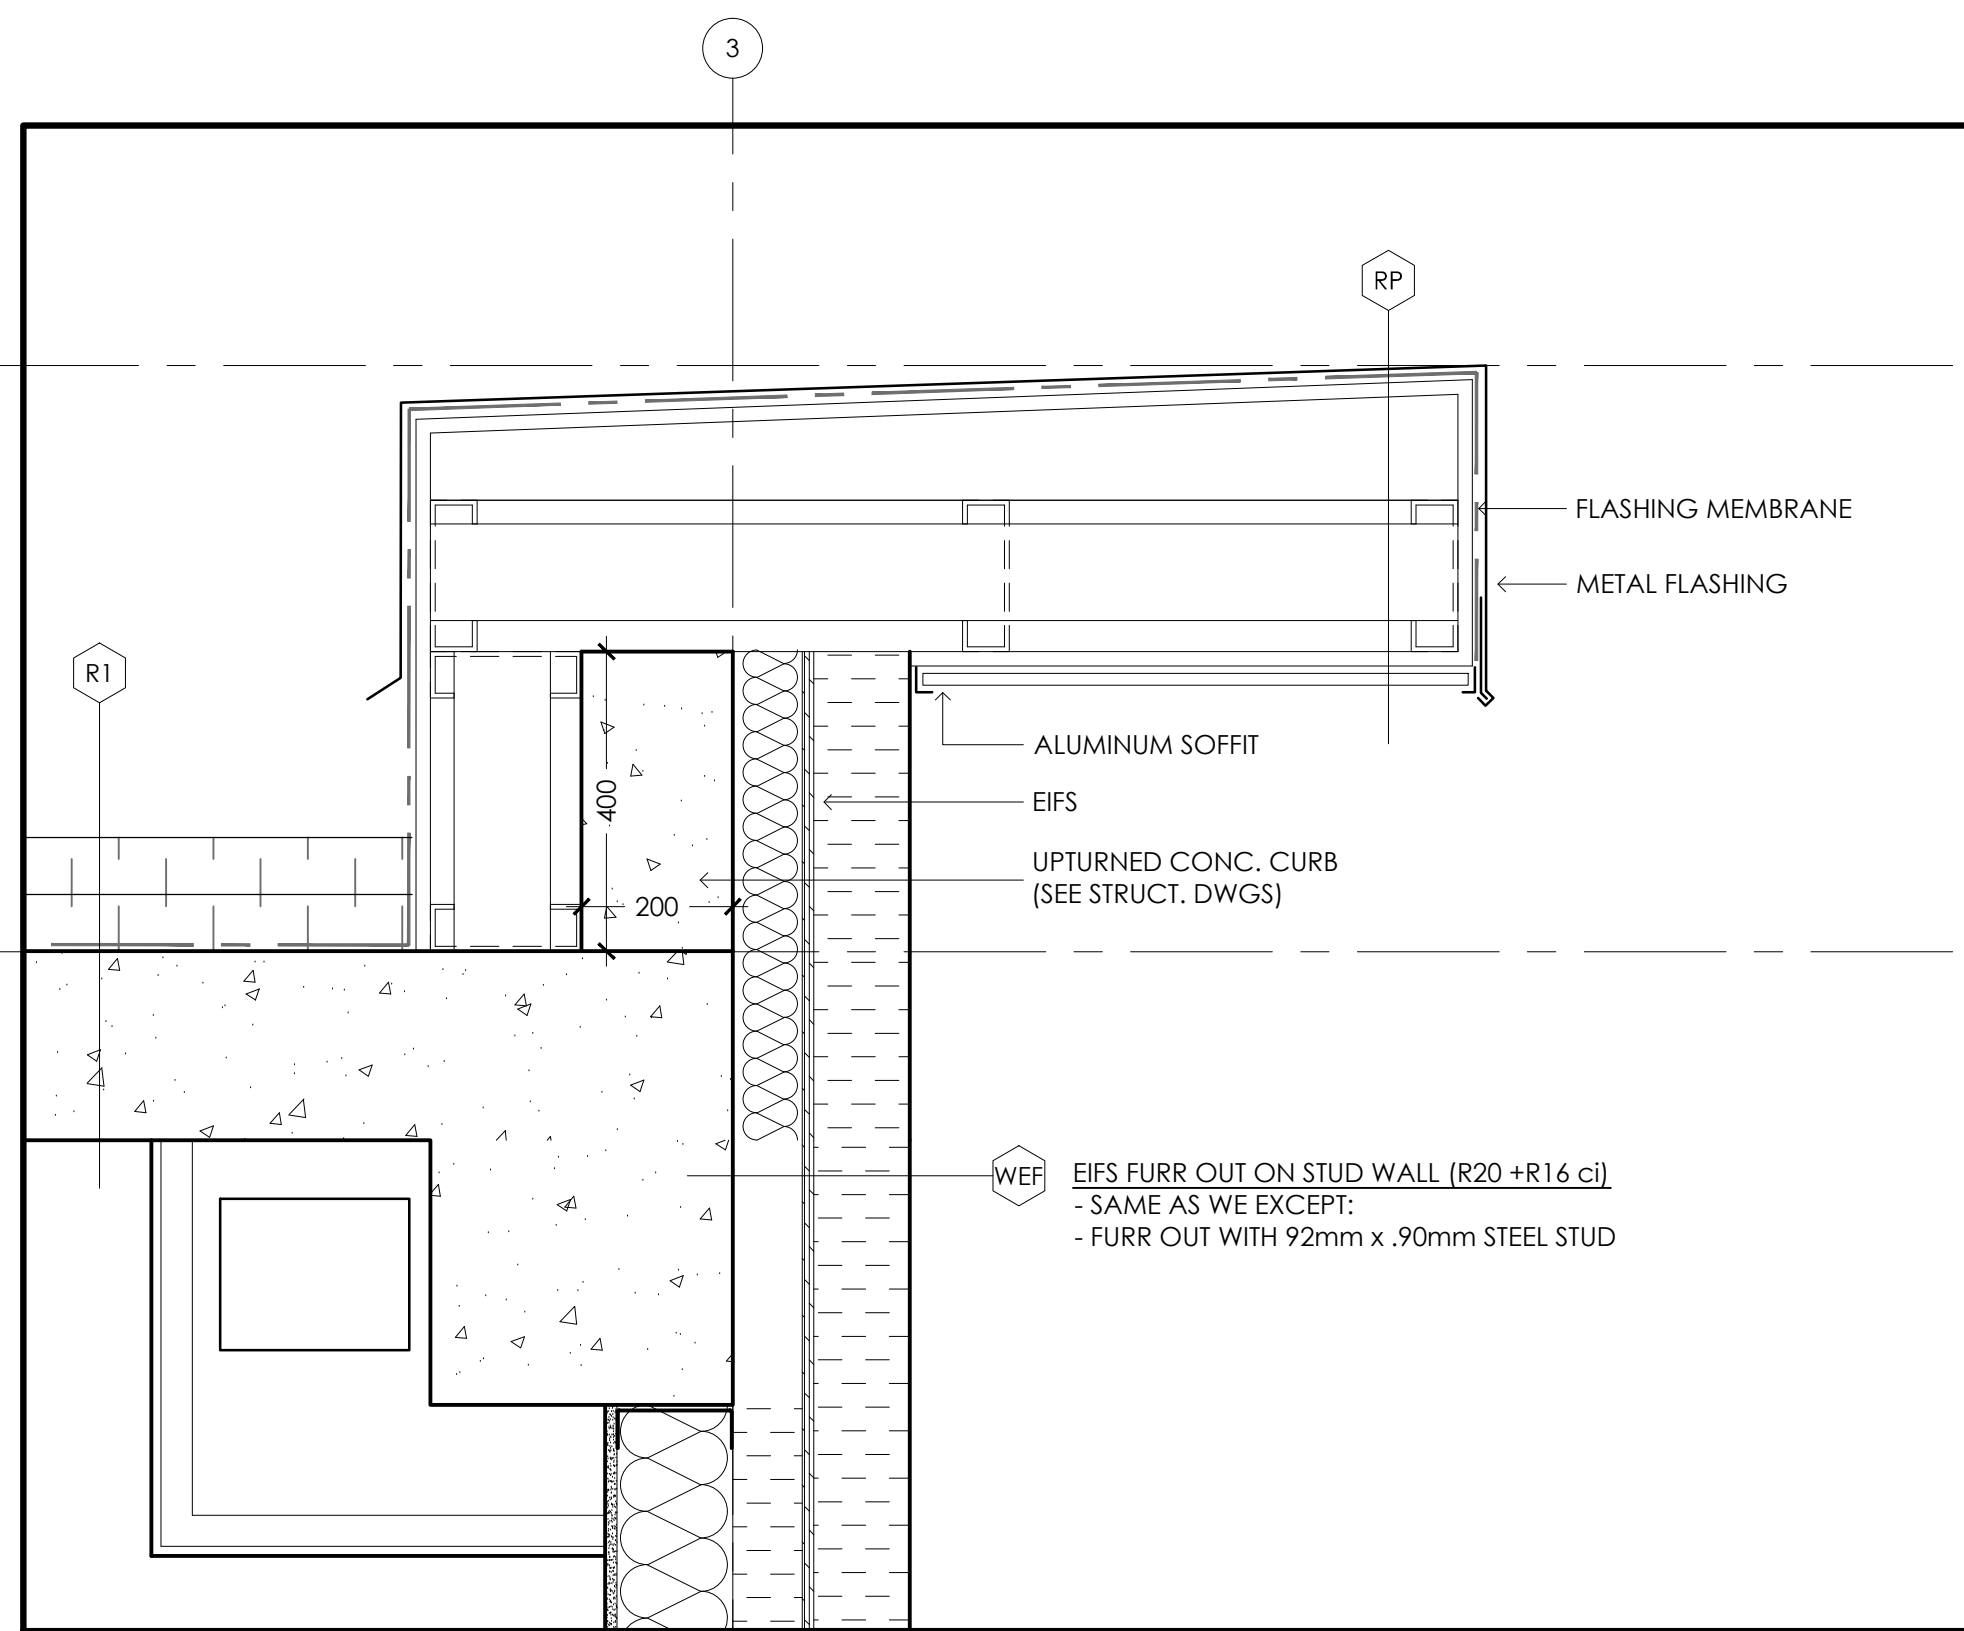 3
RP
FLASHING MEMBRANE
METAL FLASHING
R1
ALUMINUM SOFFIT
400
EIFS
UPTURNED CONC. CURB
(SEE STRUCT. DWGS)
200
WEF
EIFS FURR OUT ON STUD WALL (R20 +R16 ci)
- SAME AS WE EXCEPT:
- FURR OUT WITH 92mm x .90mm STEEL STUD